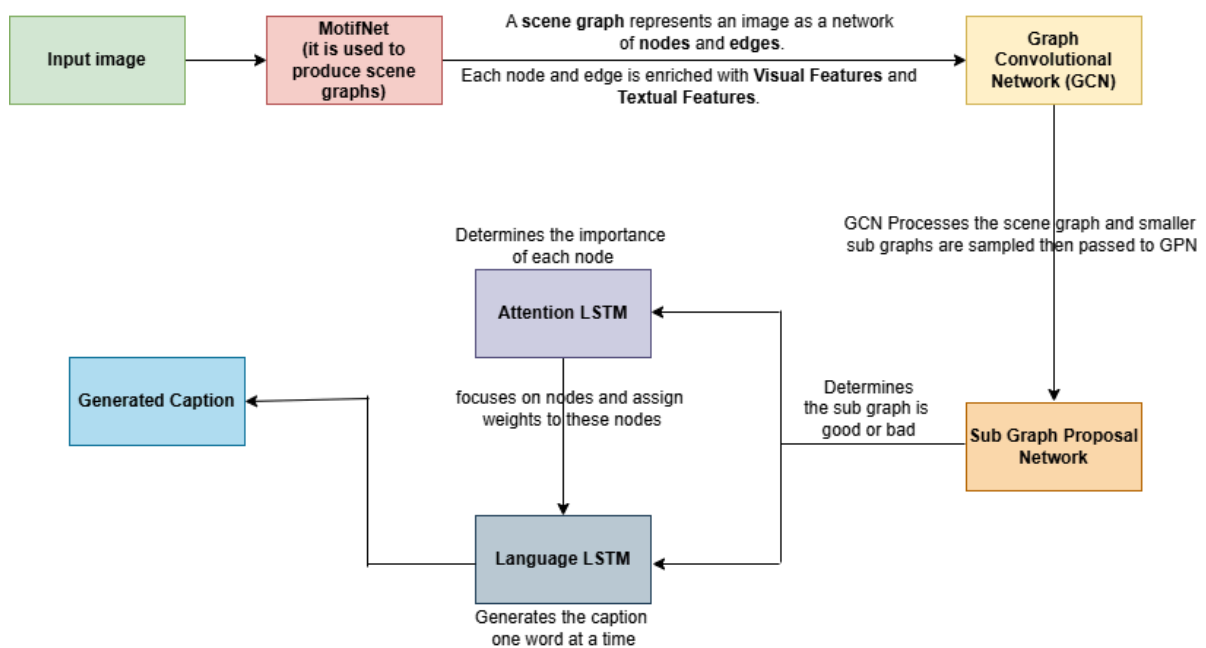 Input image
MotifNet
(it is used to
produce scene
graphs)
A scene graph represents an image as a network
of nodes and edges.
Each node and edge is enriched with Visual Features and
Textual Features.
Graph
Convolutional
Network (GCN)
GCN Processes the scene graph and smaller
sub graphs are sampled then passed to GPN
Sub Graph Proposal
Network
Determines
the sub graph is
good or bad
Determines the importance
of each node
Attention LSTM
focuses on nodes and assign
weights to these nodes
Language LSTM
Generates the caption
one word at a time
Generated Caption